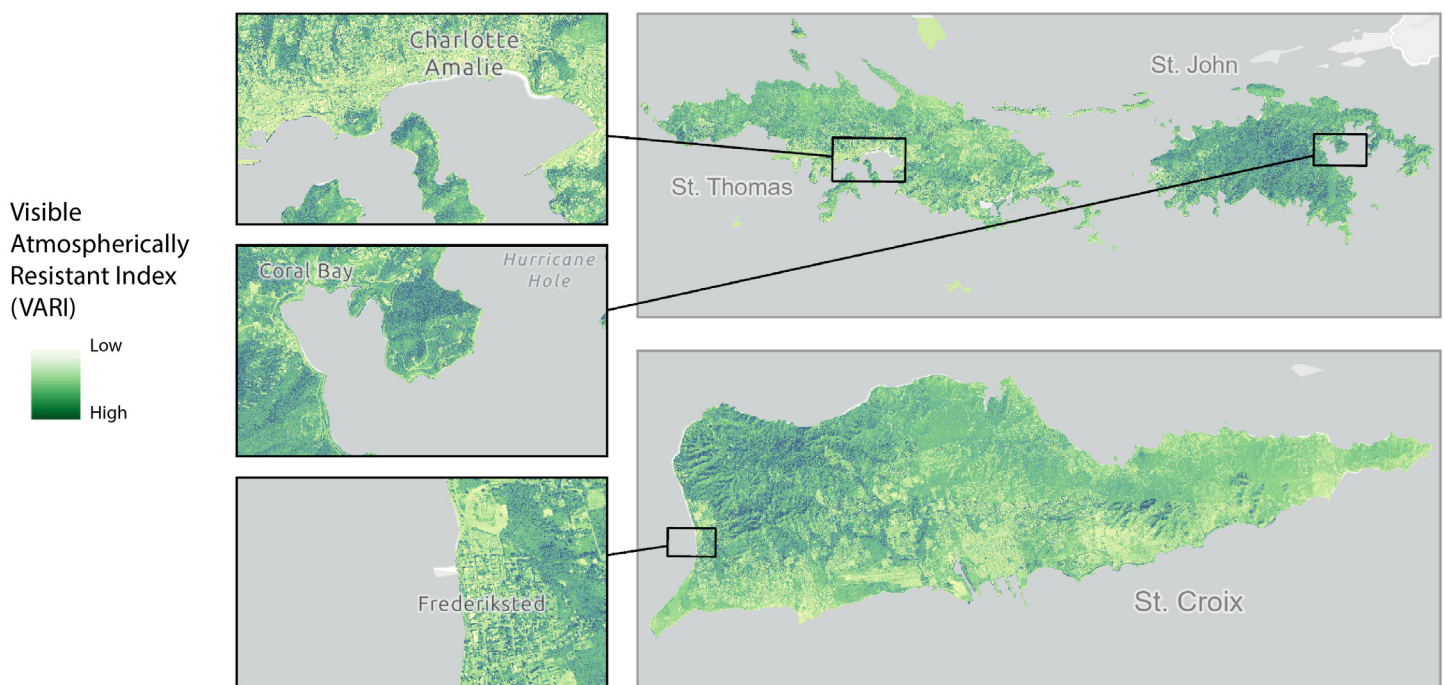 Visible
Atmospherically
Resistant Index
(VARI)
Low
High
Charlotte
Amalie
Coral Bay
Hurricane
Hole
Frederiksted
St. John
St. Thomas
St. Croix